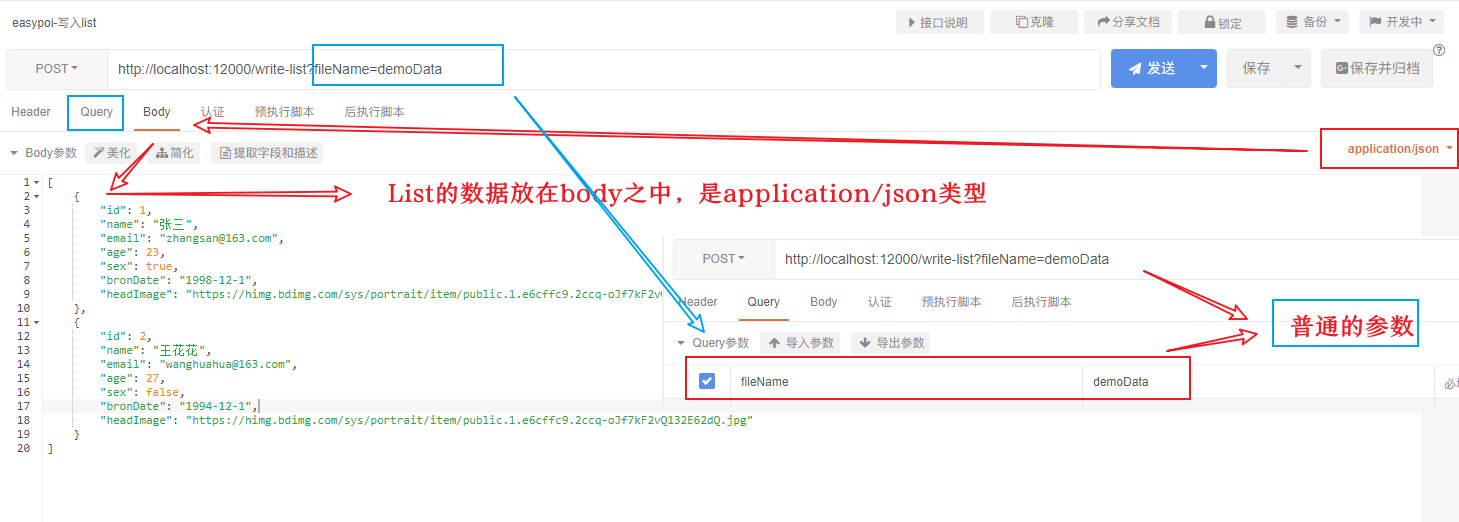 easypoi-写入list
接口说明 克隆 分享文档 锁定 备份 开发中
POST http://localhost:12000/write-list?fileName=demoData 发送 保存 保存并归档
Header Query Body 认证 预执行脚本 后执行脚本
application/json
Body参数 美化 简化 提取字段和描述
List的数据放在body之中，是application/json类型
1 [
2 {
3 "id": 1,
4 "name": "张三",
5 "email": "zhangsan@163.com",
6 "age": 23,
7 "sex": true,
8 "bronDate": "1998-12-1",
9 "headImage": "https://himg.bdimg.com/sys/portrait/item/public.1.e6cffc9.2ccq-oJf7kF2v
10 },
11 {
12 "id": 2,
13 "name": "王花花",
14 "email": "wanghuahua@163.com",
15 "age": 27,
16 "sex": false,
17 "bronDate": "1994-12-1",
18 "headImage": "https://himg.bdimg.com/sys/portrait/item/public.1.e6cffc9.2ccq-oJf7kF2vQ132E62dQ.jpg"
19 }
20 ]
POST http://localhost:12000/write-list?fileName=demoData
Header Query Body 认证 预执行脚本 后执行脚本
普通的参数
Query参数 导入参数 导出参数
fileName demoData